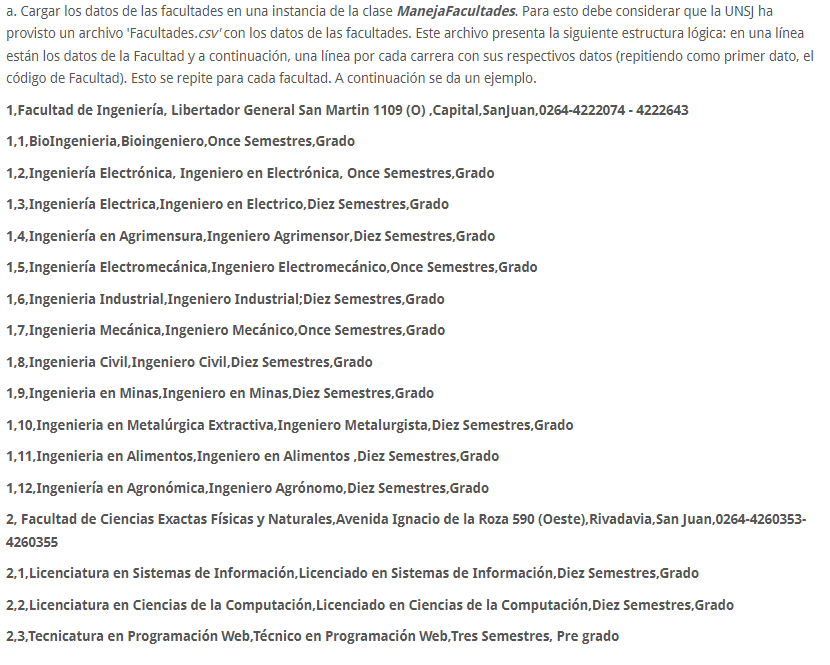 a. Cargar los datos de las facultades en una instancia de la clase ManejaFacultades. Para esto debe considerar que la UNSJ ha
provisto un archivo 'Facultades.csv' con los datos de las facultades. Este archivo presenta la siguiente estructura lógica: en una línea
están los datos de la Facultad y a continuación, una línea por cada carrera con sus respectivos datos (repitiendo como primer dato, el
código de Facultad). Esto se repite para cada facultad. A continuación se da un ejemplo.
1,Facultad de Ingeniería, Libertador General San Martin 1109 (O) ,Capital,SanJuan,0264-4222074 - 4222643
1,1,BioIngenieria,Bioingeniero,Once Semestres,Grado
1,2,Ingeniería Electrónica, Ingeniero en Electrónica, Once Semestres,Grado
1,3,Ingeniería Electrica,Ingeniero en Electrico,Diez Semestres,Grado
1,4,Ingeniería en Agrimensura,Ingeniero Agrimensor,Diez Semestres,Grado
1,5,Ingeniería Electromecánica,Ingeniero Electromecánico,Once Semestres,Grado
1,6,Ingenieria Industrial,Ingeniero Industrial;Diez Semestres,Grado
1,7,Ingenieria Mecánica,Ingeniero Mecánico,Once Semestres,Grado
1,8,Ingenieria Civil,Ingeniero Civil,Diez Semestres,Grado
1,9,Ingenieria en Minas,Ingeniero en Minas,Diez Semestres,Grado
1,10,Ingenieria en Metalúrgica Extractiva,Ingeniero Metalurgista,Diez Semestres,Grado
1,11,Ingenieria en Alimentos,Ingeniero en Alimentos ,Diez Semestres,Grado
1,12,Ingeniería en Agronómica,Ingeniero Agrónomo,Diez Semestres,Grado
2, Facultad de Ciencias Exactas Físicas y Naturales,Avenida Ignacio de la Roza 590 (Oeste),Rivadavia,San Juan,0264-4260353-
4260355
2,1,Licenciatura en Sistemas de Información,Licenciado en Sistemas de Información,Diez Semestres,Grado
2,2,Licenciatura en Ciencias de la Computación,Licenciado en Ciencias de la Computación,Diez Semestres,Grado
2,3,Tecnicatura en Programación Web,Técnico en Programación Web,Tres Semestres, Pre grado